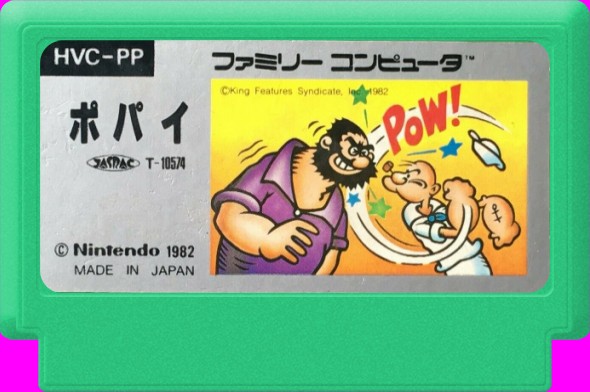 HVC-PP
ファミリー コンピュータ™
©King Features Syndicate, Inc. 1982
POW!
ポパイ
JASRAC T-10574
© Nintendo 1982
MADE IN JAPAN